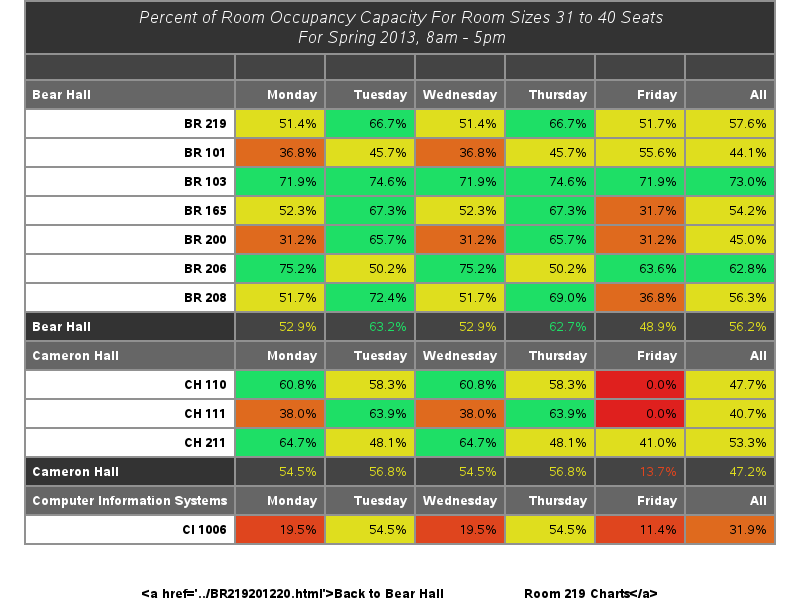 Percent of Room Occupancy Capacity For Room Sizes 31 to 40 Seats
For Spring 2013, 8am - 5pm
Bear Hall Monday Tuesday Wednesday Thursday Friday All
BR 219 51.4% 66.7% 51.4% 66.7% 51.7% 57.6%
BR 101 36.8% 45.7% 36.8% 45.7% 55.6% 44.1%
BR 103 71.9% 74.6% 71.9% 74.6% 71.9% 73.0%
BR 165 52.3% 67.3% 52.3% 67.3% 31.7% 54.2%
BR 200 31.2% 65.7% 31.2% 65.7% 31.2% 45.0%
BR 206 75.2% 50.2% 75.2% 50.2% 63.6% 62.8%
BR 208 51.7% 72.4% 51.7% 69.0% 36.8% 56.3%
Bear Hall 52.9% 63.2% 52.9% 62.7% 48.9% 56.2%
Cameron Hall Monday Tuesday Wednesday Thursday Friday All
CH 110 60.8% 58.3% 60.8% 58.3% 0.0% 47.7%
CH 111 38.0% 63.9% 38.0% 63.9% 0.0% 40.7%
CH 211 64.7% 48.1% 64.7% 48.1% 41.0% 53.3%
Cameron Hall 54.5% 56.8% 54.5% 56.8% 13.7% 47.2%
Computer Information Systems Monday Tuesday Wednesday Thursday Friday All
CI 1006 19.5% 54.5% 19.5% 54.5% 11.4% 31.9%
<a href='../BR219201220.html'>Back to Bear Hall Room 219 Charts</a>